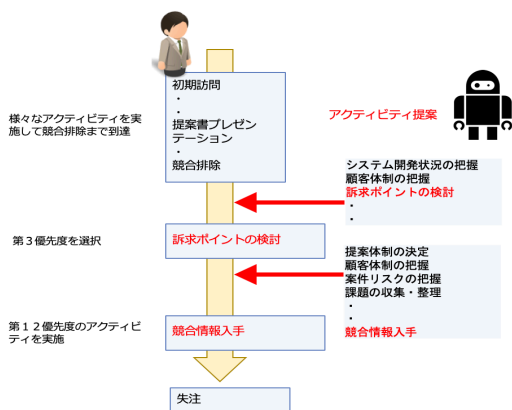 初期訪問
・
・
提案書プレゼン
テーション
・
競合排除
様々なアクティビティを実
施して競合排除まで到達
アクティビティ提案
システム開発状況の把握
顧客体制の把握
訴求ポイントの検討
・
・
第３優先度を選択
訴求ポイントの検討
提案体制の決定
顧客体制の把握
案件リスクの把握
課題の収集・整理
・
・
競合情報入手
第１２優先度のアクティビ
ティを実施
競合情報入手
失注